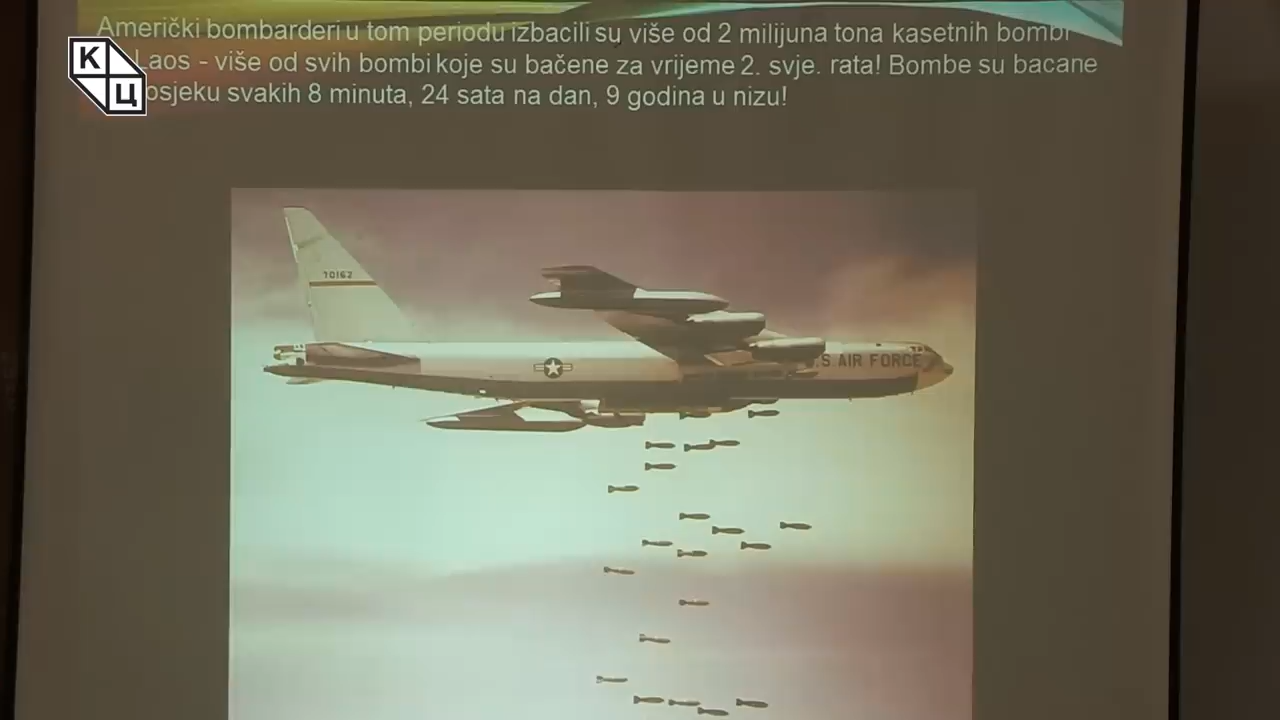 Američki bombarderi u tom periodu izbacili su više od 2 milijuna tona kasetnih bombi
Laos - više od svih bombi koje su bačene za vrijeme 2. svje. rata! Bombe su bacane
osjeku svakih 8 minuta, 24 sata na dan, 9 godina u nizu!
К
Ц
70162
U.S AIR FORCE